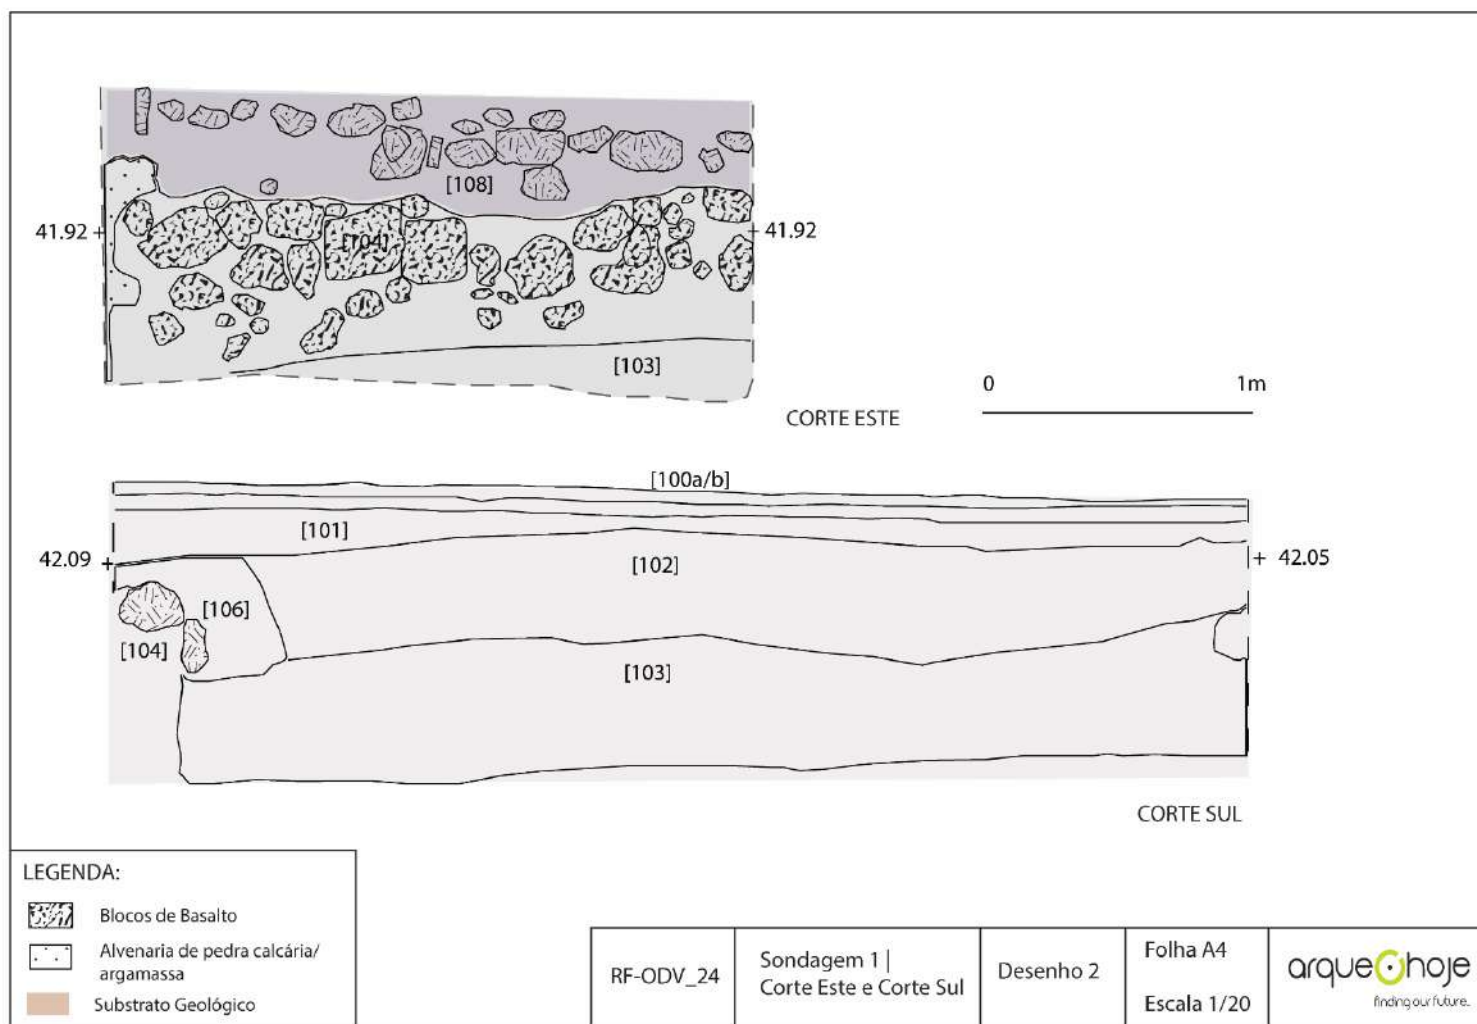 [108]
41.92
[104]
41.92
[103]
0 1m
CORTE ESTE
[100a/b]
[101]
42.09
[102]
42.05
[106]
[104]
[103]
CORTE SUL
LEGENDA:
Blocos de Basalto
Alvenaria de pedra calcária/
argamassa
Substrato Geológico
RF-ODV_24
Sondagem 1 |
Corte Este e Corte Sul
Desenho 2
Folha A4
Escala 1/20
arqueohoje
finding our future.